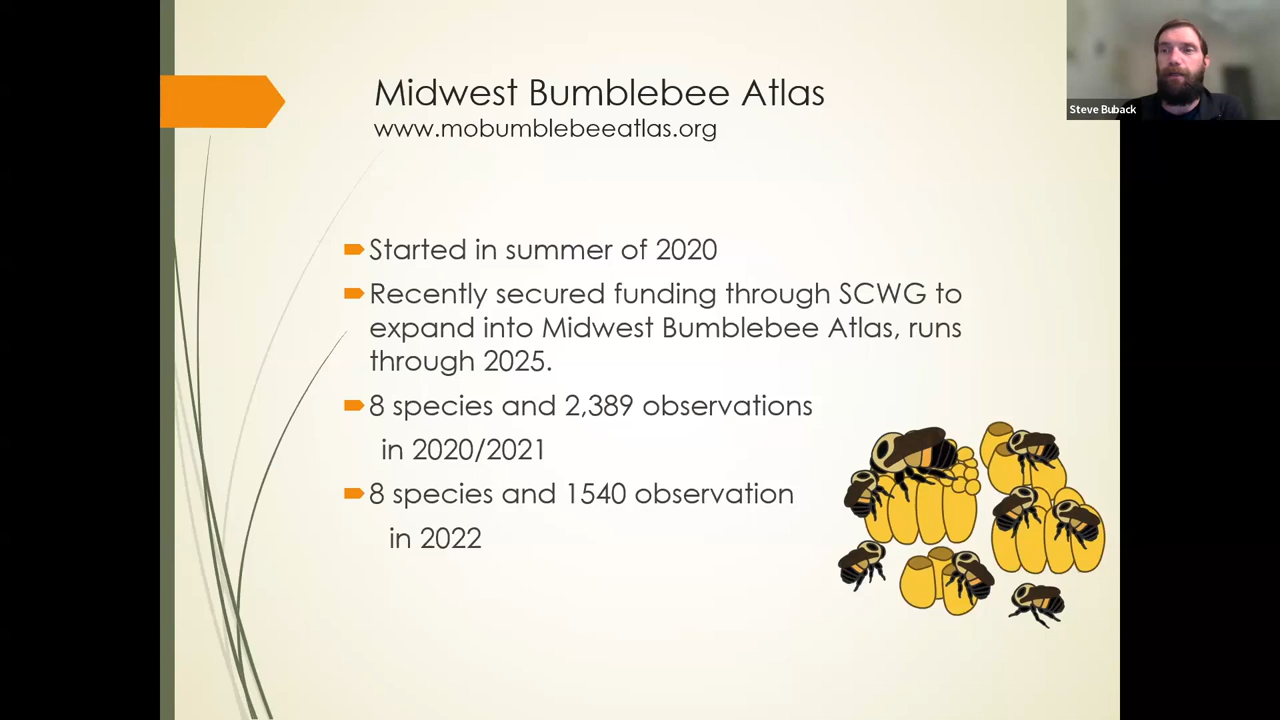 Midwest Bumblebee Atlas
www.mobumblebeeatlas.org
Steve Buback
Started in summer of 2020
Recently secured funding through SCWG to
expand into Midwest Bumblebee Atlas, runs
through 2025.
8 species and 2,389 observations
in 2020/2021
8 species and 1540 observation
in 2022